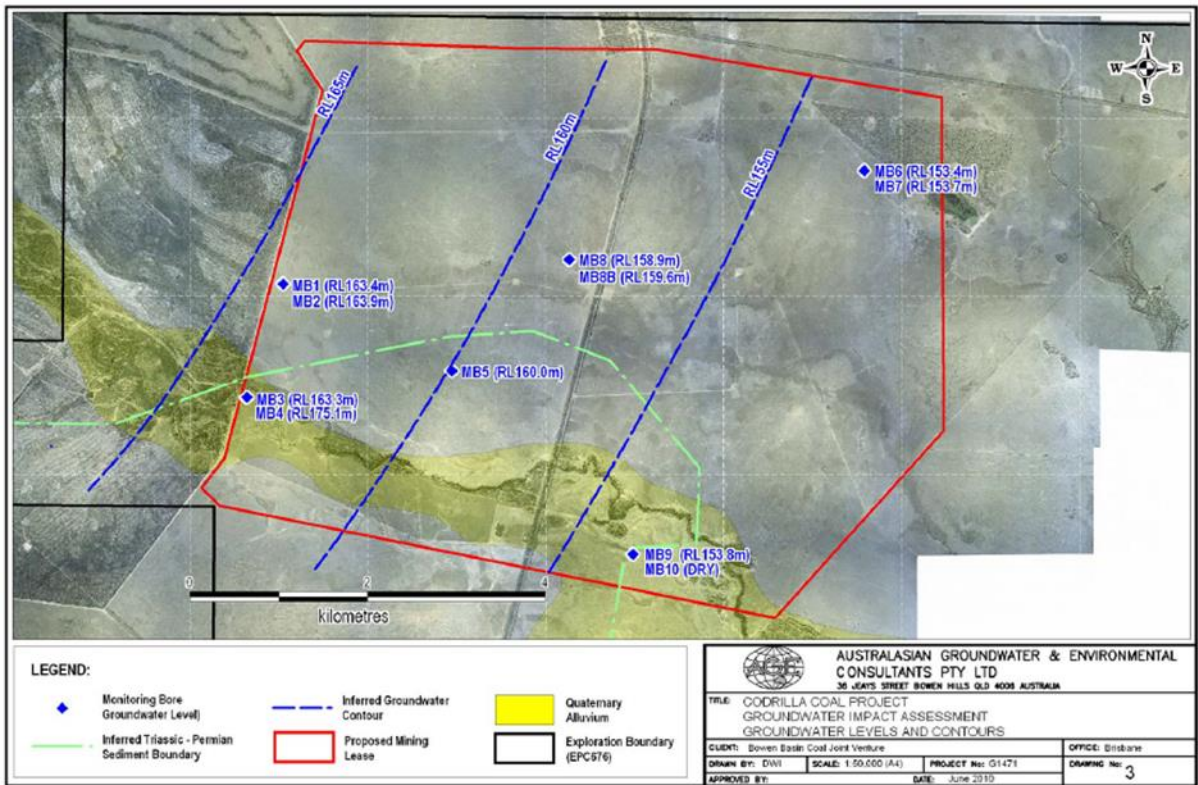 N
W E
S
RL165m
RL160m
RL155m
MB6 (RL153.4m)
MB7 (RL153.7m)
MB8 (RL158.9m)
MB8B (RL159.6m)
MB1 (RL163.4m)
MB2 (RL163.9m)
MB5 (RL160.0m)
MB3 (RL163.3m)
MB4 (RL175.1m)
MB9 (RL153.8m)
MB10 (DRY)
0 2 4
kilometres
LEGEND:
Monitoring Bore
Groundwater Level)
Inferred Groundwater
Contour
Quaternary
Alluvium
Inferred Triassic - Permian
Sediment Boundary
Proposed Mining
Lease
Exploration Boundary
(EPC676)
AGE
AUSTRALASIAN GROUNDWATER & ENVIRONMENTAL
CONSULTANTS PTY LTD
36 JEAYS STREET BOWEN HILLS QLD 4006 AUSTRALIA
TITLE: CODRILLA COAL PROJECT
GROUNDWATER IMPACT ASSESSMENT
GROUNDWATER LEVELS AND CONTOURS
CLIENT: Bowen Basin Coal Joint Venture OFFICE: Brisbane
DRAWN BY: DWI SCALE: 1:50,000 (A4) PROJECT No: G1471 DRAWING No: 3
APPROVED BY: DATE: June 2010